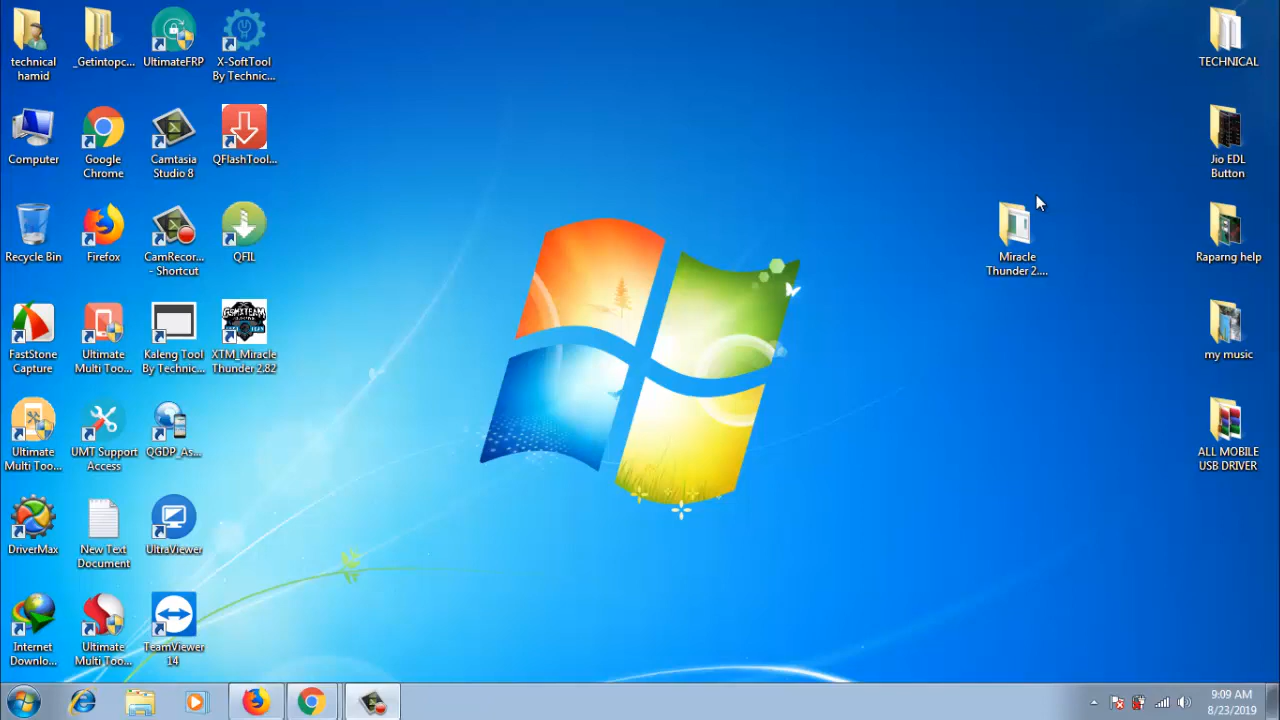 technical
hamid
_Getintopc...
UltimateFRP
X-SoftTool
By Technic...
TECHNICAL
Computer
Google
Chrome
Camtasia
Studio 8
QFlashTool...
Jio EDL
Button
Recycle Bin
Firefox
CamRecor...
- Shortcut
QFIL
Miracle
Thunder 2....
Raparng help
FastStone
Capture
Ultimate
Multi Too...
Kaleng Tool
By Technic...
XTM_Miracle
Thunder 2.82
my music
Ultimate
Multi Too...
UMT Support
Access
QGDP_As...
ALL MOBILE
USB DRIVER
DriverMax
New Text
Document
UltraViewer
Internet
Downlo...
Ultimate
Multi Too...
TeamViewer
14
9:09 AM
8/23/2019